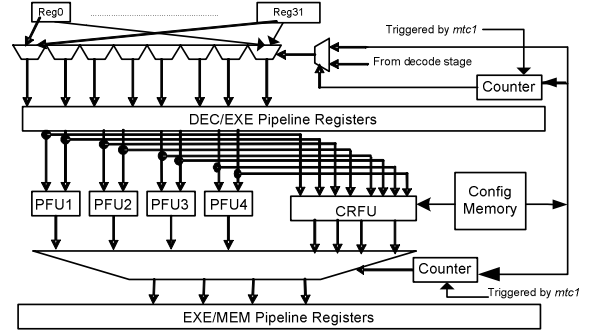 Reg0 Reg31
Triggered by mtc1
From decode stage
Counter
DEC/EXE Pipeline Registers
PFU1 PFU2 PFU3 PFU4
CRFU
Config
Memory
Counter
Triggered by mtc1
EXE/MEM Pipeline Registers